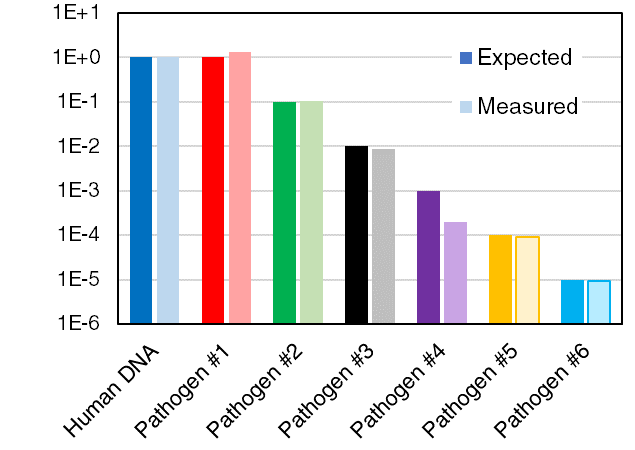 1E+1
1E+0
1E-1
1E-2
1E-3
1E-4
1E-5
1E-6
Expected
Measured
Human DNA
Pathogen #1
Pathogen #2
Pathogen #3
Pathogen #4
Pathogen #5
Pathogen #6